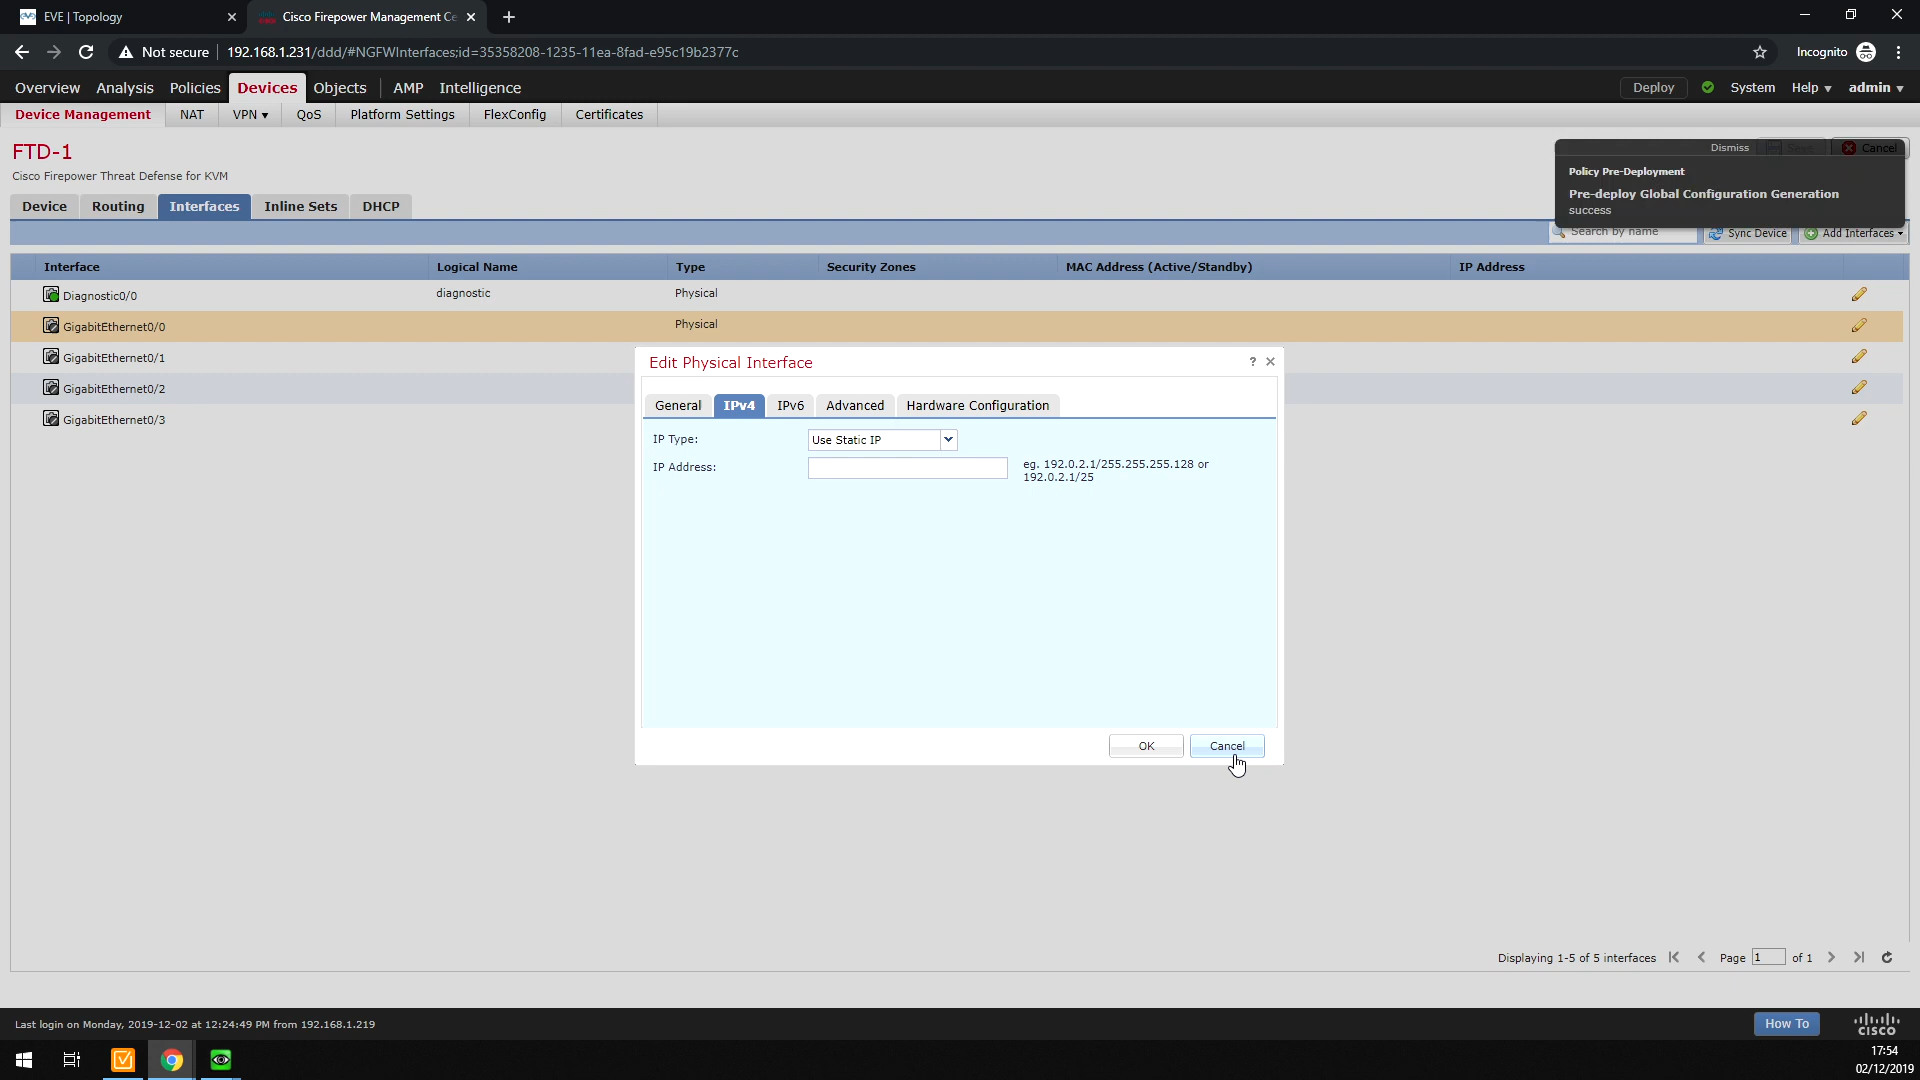 EVE | Topology
Cisco Firepower Management Ce
Not secure 192.168.1.231/ddd/#NGFWInterfaces;id=35358208-1235-11ea-8fad-e95c19b2377c
Incognito
Overview Analysis Policies Devices Objects AMP Intelligence
Deploy System Help admin
Device Management NAT VPN QoS Platform Settings FlexConfig Certificates
FTD-1
Cisco Firepower Threat Defense for KVM
Dismiss Save Cancel
Policy Pre-Deployment
Pre-deploy Global Configuration Generation
success
Device Routing Interfaces Inline Sets DHCP
Search by name Sync Device Add Interfaces
Interface Logical Name Type Security Zones MAC Address (Active/Standby) IP Address
Diagnostic0/0 diagnostic Physical
GigabitEthernet0/0 Physical
GigabitEthernet0/1
GigabitEthernet0/2
GigabitEthernet0/3
Edit Physical Interface ?
General IPv4 IPv6 Advanced Hardware Configuration
IP Type: Use Static IP
IP Address: eg. 192.0.2.1/255.255.255.128 or
192.0.2.1/25
OK Cancel
Displaying 1-5 of 5 interfaces Page 1 of 1
Last login on Monday, 2019-12-02 at 12:24:49 PM from 192.168.1.219
How To
CISCO
17:54
02/12/2019